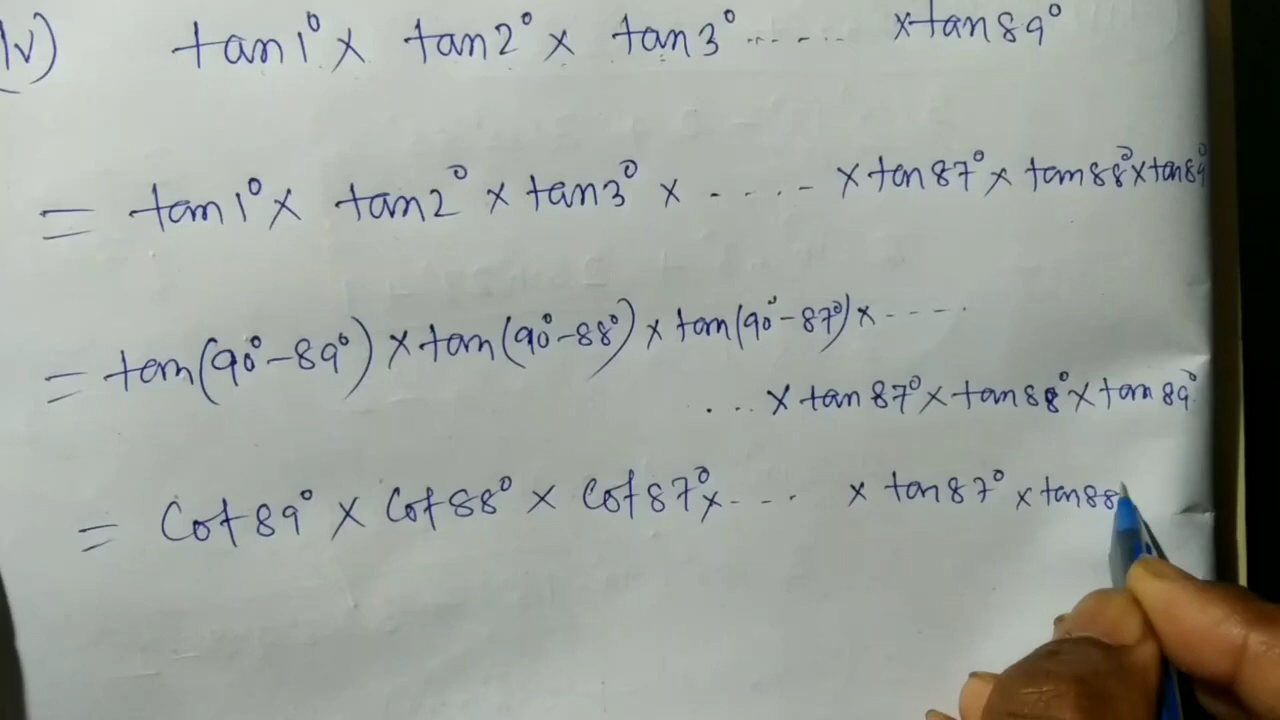 iv) tan1° × tan2° × tan3° ...... × tan89°
= tan1° × tan2° × tan3° × ..... × tan87° × tan88° × tan89°
= tan(90°-89°) × tan(90°-88°) × tan(90°-87°) × .....
... × tan87° × tan88° × tan89°
= Cot89° × Cot88° × Cot87° × .... × tan87° × tan88